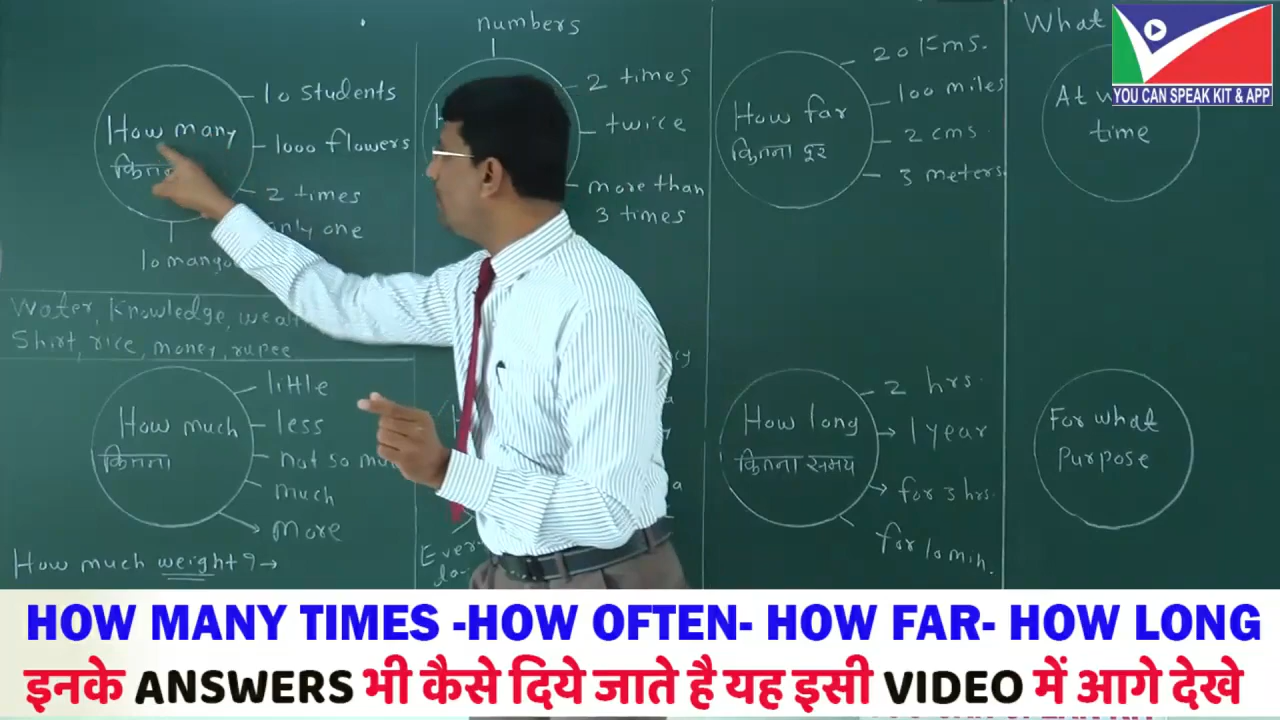 How many
10 students
1000 flowers
2 times
only one
Water, Knowledge,
Shirt, rice, money, rupee
How much
कितना
little
less
not so
much
more
How much weight? →
numbers
2 times
twice
more than
3 times
How far
कितना दूर
20 Kms.
100 miles
2 cms.
3 meters
How long
कितना समय
2 hrs.
1 year
for 3 hrs.
for 10 min.
What
At
time
For what
Purpose
YOU CAN SPEAK KIT & APP
HOW MANY TIMES -HOW OFTEN- HOW FAR- HOW LONG
इनके ANSWERS भी कैसे दिये जाते है यह इसी VIDEO में आगे देखे